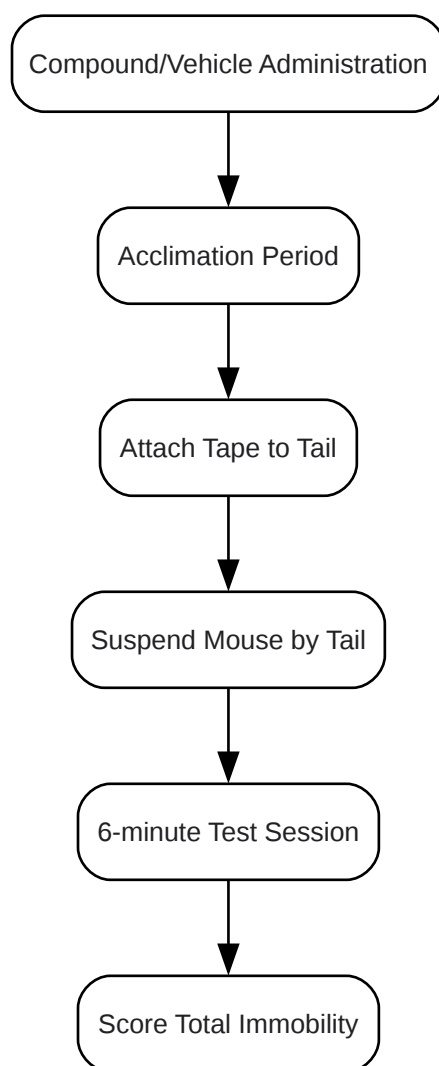 Compound/Vehicle Administration
Acclimation Period
Attach Tape to Tail
Suspend Mouse by Tail
6-minute Test Session
Score Total Immobility